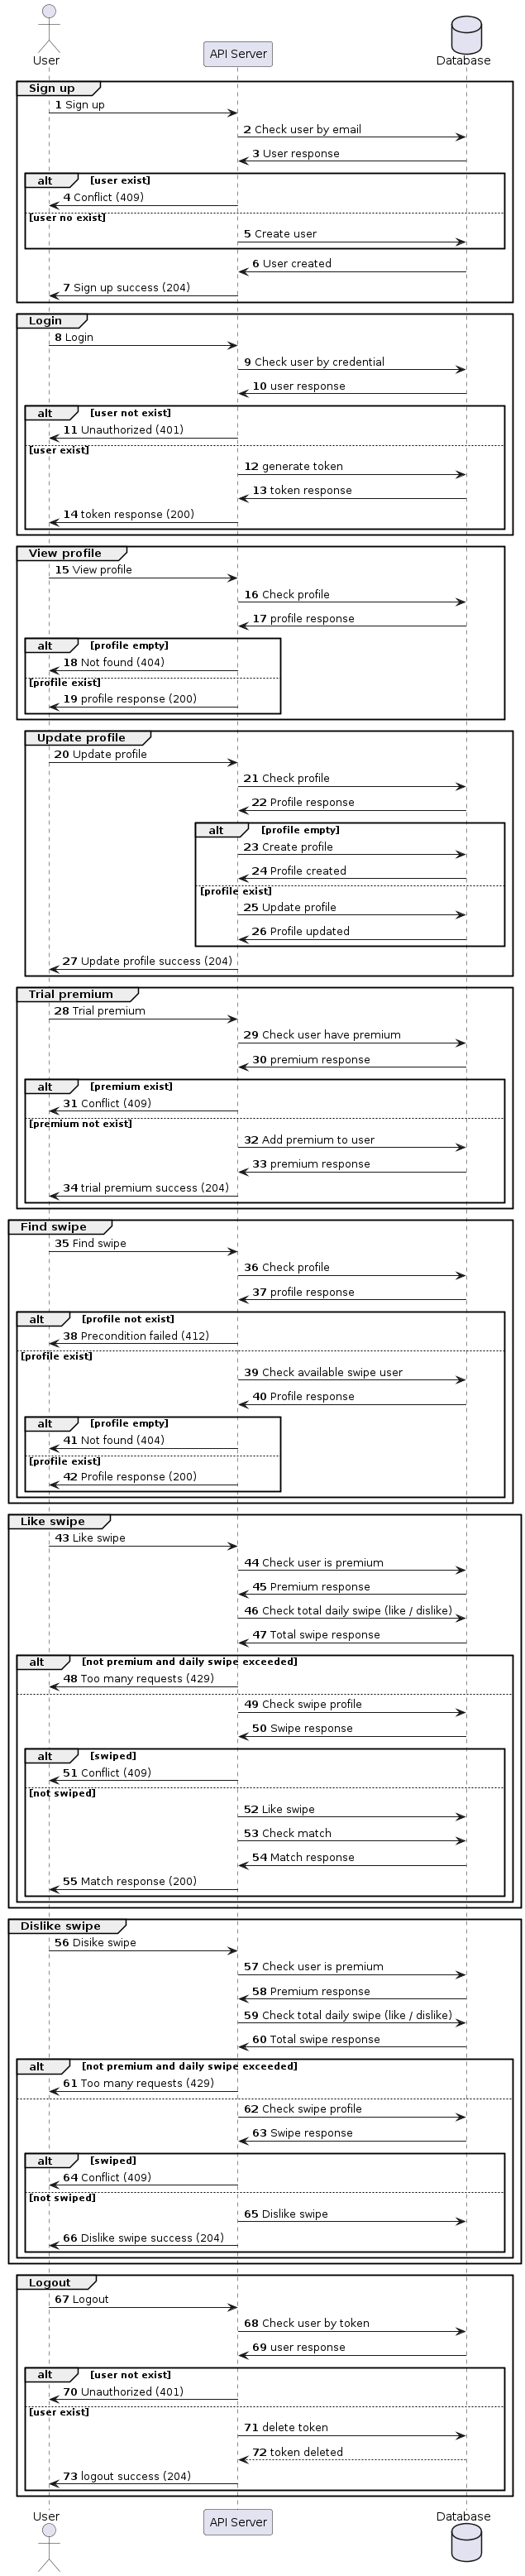 User
API Server
Database
Sign up
1 Sign up
2 Check user by email
3 User response
alt [user exist]
4 Conflict (409)
[user no exist]
5 Create user
6 User created
7 Sign up success (204)
Login
8 Login
9 Check user by credential
10 user response
alt [user not exist]
11 Unauthorized (401)
[user exist]
12 generate token
13 token response
14 token response (200)
View profile
15 View profile
16 Check profile
17 profile response
alt [profile empty]
18 Not found (404)
[profile exist]
19 profile response (200)
Update profile
20 Update profile
21 Check profile
22 Profile response
alt [profile empty]
23 Create profile
24 Profile created
[profile exist]
25 Update profile
26 Profile updated
27 Update profile success (204)
Trial premium
28 Trial premium
29 Check user have premium
30 premium response
alt [premium exist]
31 Conflict (409)
[premium not exist]
32 Add premium to user
33 premium response
34 trial premium success (204)
Find swipe
35 Find swipe
36 Check profile
37 profile response
alt [profile not exist]
38 Precondition failed (412)
[profile exist]
39 Check available swipe user
40 Profile response
alt [profile empty]
41 Not found (404)
[profile exist]
42 Profile response (200)
Like swipe
43 Like swipe
44 Check user is premium
45 Premium response
46 Check total daily swipe (like / dislike)
47 Total swipe response
alt [not premium and daily swipe exceeded]
48 Too many requests (429)
49 Check swipe profile
50 Swipe response
alt [swiped]
51 Conflict (409)
[not swiped]
52 Like swipe
53 Check match
54 Match response
55 Match response (200)
Dislike swipe
56 Disike swipe
57 Check user is premium
58 Premium response
59 Check total daily swipe (like / dislike)
60 Total swipe response
alt [not premium and daily swipe exceeded]
61 Too many requests (429)
62 Check swipe profile
63 Swipe response
alt [swiped]
64 Conflict (409)
[not swiped]
65 Dislike swipe
66 Dislike swipe success (204)
Logout
67 Logout
68 Check user by token
69 user response
alt [user not exist]
70 Unauthorized (401)
[user exist]
71 delete token
72 token deleted
73 logout success (204)
User
API Server
Database